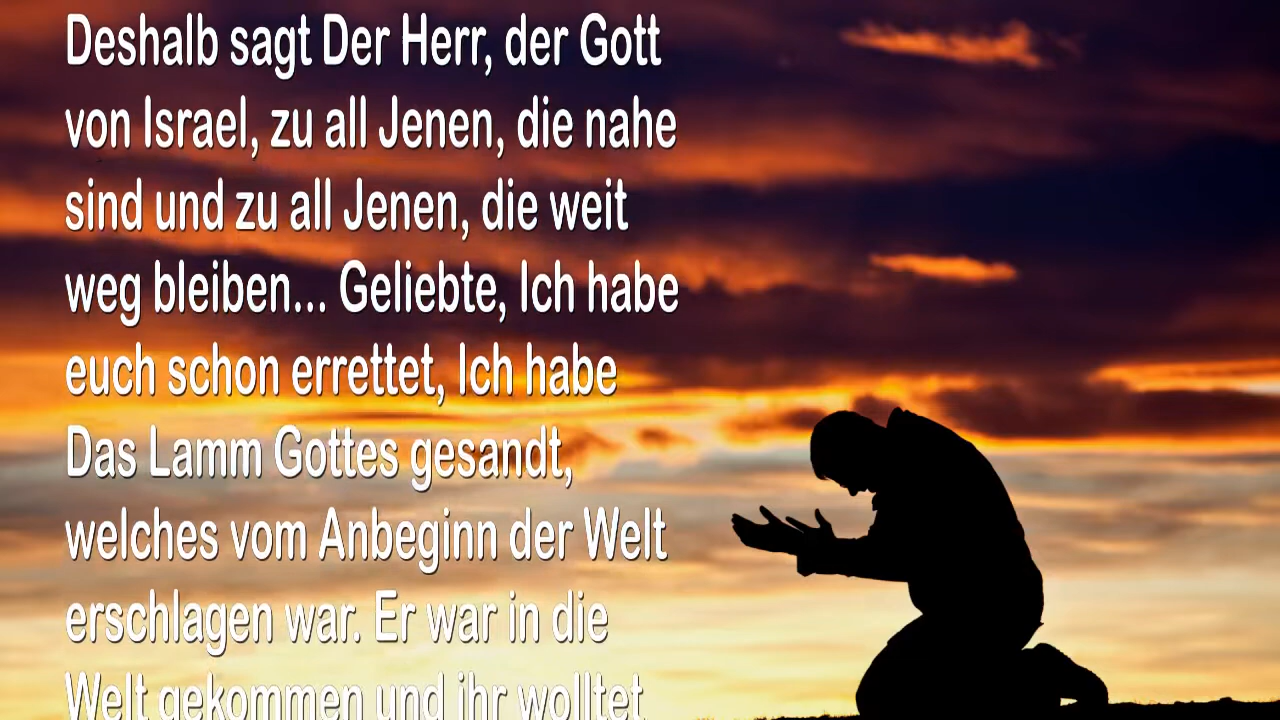 Deshalb sagt Der Herr, der Gott
von Israel, zu all Jenen, die nahe
sind und zu all Jenen, die weit
weg bleiben... Geliebte, Ich habe
euch schon errettet, Ich habe
Das Lamm Gottes gesandt,
welches vom Anbeginn der Welt
erschlagen war. Er war in die
Welt gekommen und ihr wolltet